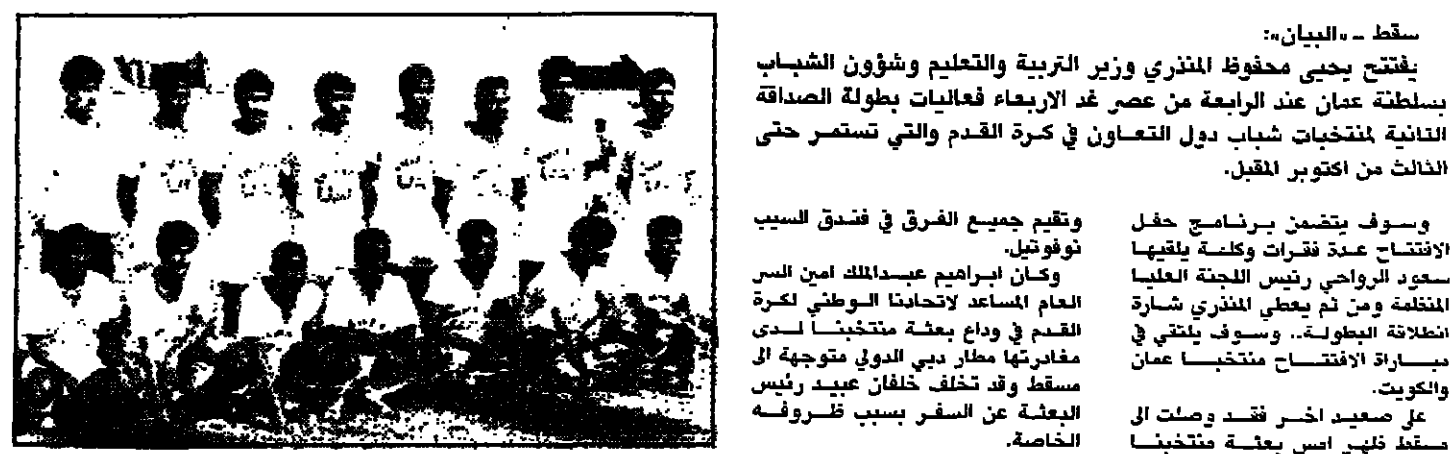 سقط ـ «البيان»:
يفتتح يحيى محفوظ المنذري وزير التربية والتعليم وشؤون الشباب
بسلطنة عمان عند الرابعة من عصر غد الاربعاء فعاليات بطولة الصداقة
الثانية لمنتخبات شباب دول التعاون في كرة القدم والتي تستمر حتى
الثالث من اكتوبر المقبل.
وسوف يتضمن برنامج حفل
الافتتاح عدة فقرات وكلمة يلقيها
سعود الرواحي رئيس اللجنة العليا
المنظمة ومن ثم يعطي المنذري شارة
انطلاقة البطولة.. وسوف يلتقي في
مباراة الافتتاح منتخبا عمان
والكويت.
على صعيد اخر فقد وصلت الى
مسقط ظهر امس بعثة منتخبنا
وتقيم جميع الفرق في فندق السيب
نوفوتيل.
وكان ابراهيم عبدالملك امين السر
العام المساعد لاتحادنا الوطني لكرة
القدم في وداع بعثة منتخبنا لدى
مغادرتها مطار دبي الدولي متوجهة الى
مسقط وقد تخلف خلفان عبيد رئيس
البعثة عن السفر بسبب ظروفه
الخاصة.